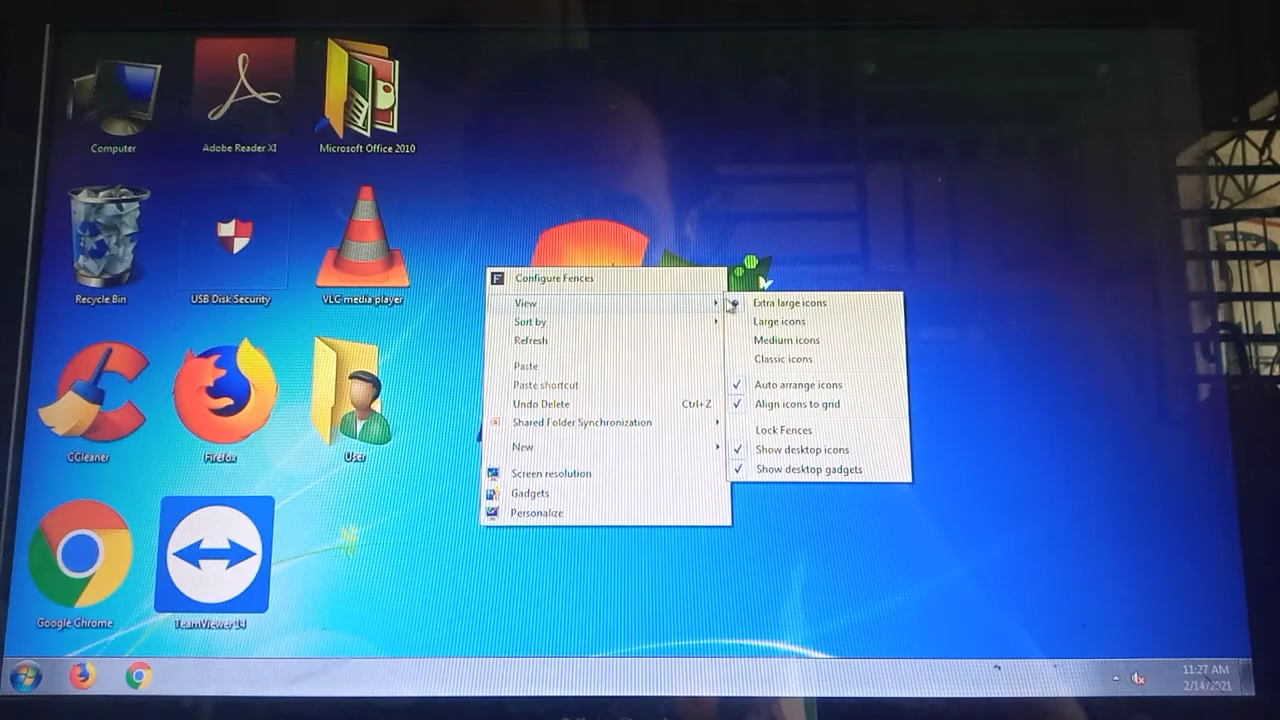 Computer
Adobe Reader XI
Microsoft Office 2010
Recycle Bin
USB Disk Security
VLC media player
CCleaner
Firefox
User
Google Chrome
TeamViewer 14
Configure Fences
View
Sort by
Refresh
Paste
Paste shortcut
Undo Delete Ctrl+Z
Shared Folder Synchronization
New
Screen resolution
Gadgets
Personalize
Extra large icons
Large icons
Medium icons
Classic icons
Auto arrange icons
Align icons to grid
Lock Fences
Show desktop icons
Show desktop gadgets
11:27 AM
2/14/2021